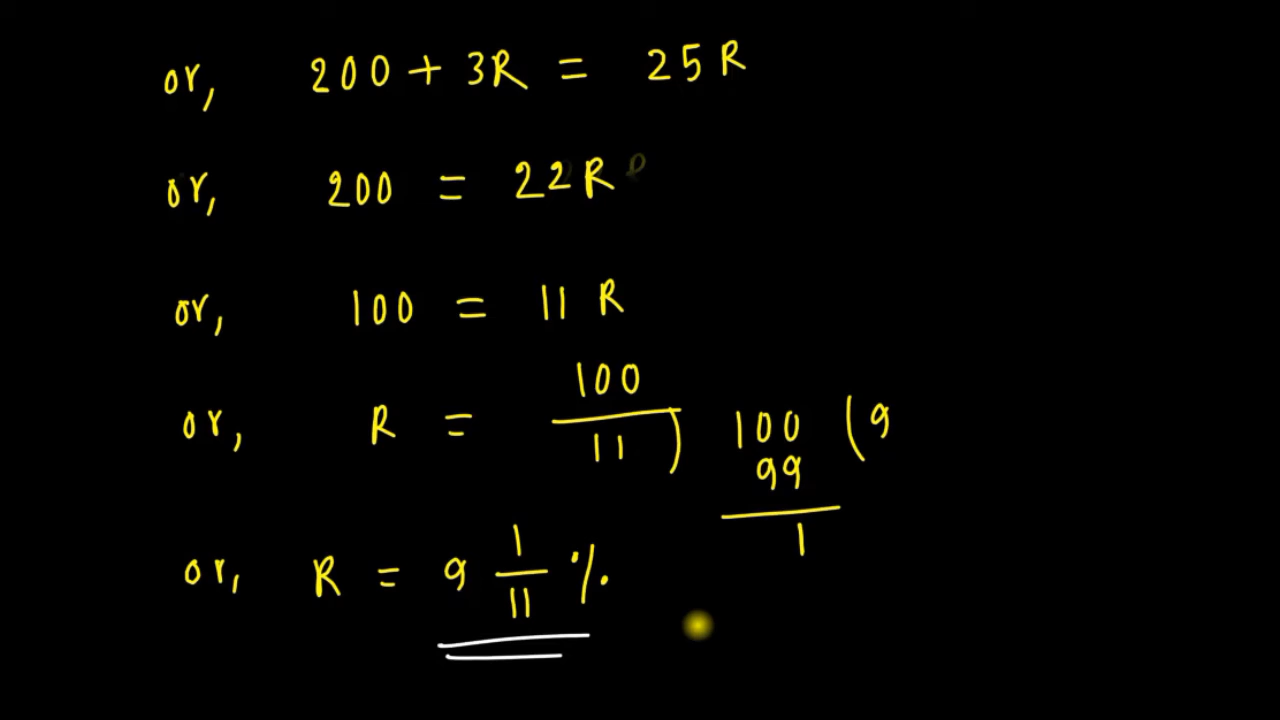 or, 200 + 3R = 25R
or, 200 = 22R
or, 100 = 11 R
or, R = 100/11 ) 100 ( 9
99
1
or, R = 9 1/11 %